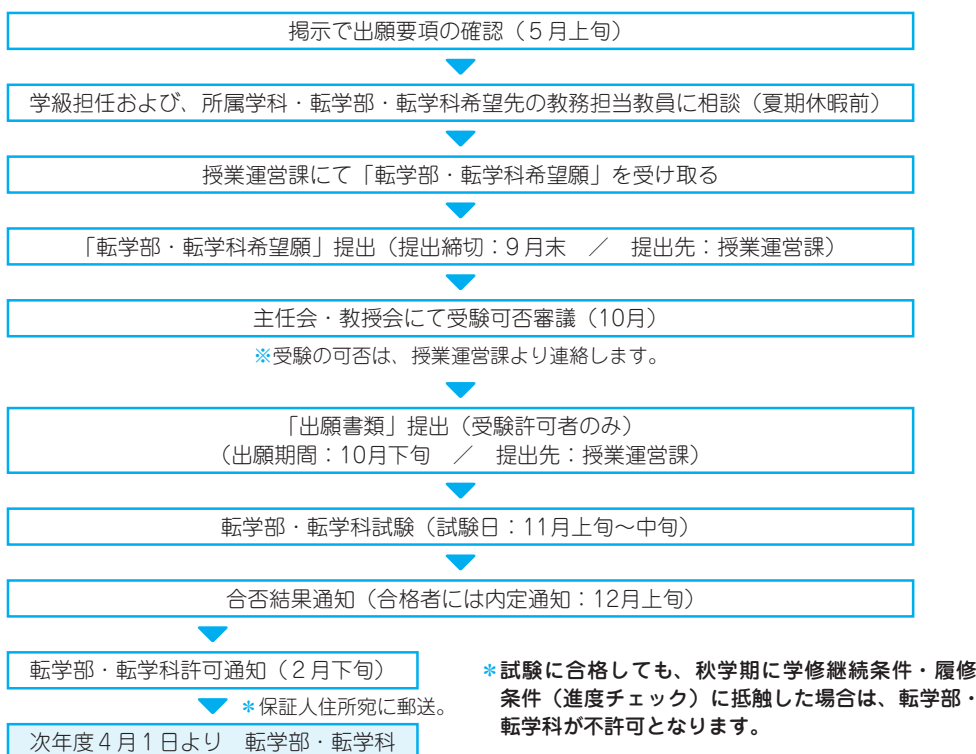 掲示で出願要項の確認（５月上旬）
学級担任および、所属学科・転学部・転学科希望先の教務担当教員に相談（夏期休暇前）
授業運営課にて「転学部・転学科希望願」を受け取る
「転学部・転学科希望願」提出（提出締切：９月末　／　提出先：授業運営課）
主任会・教授会にて受験可否審議（10月）
※受験の可否は、授業運営課より連絡します。
「出願書類」提出（受験許可者のみ）
（出願期間：10月下旬　／　提出先：授業運営課）
転学部・転学科試験（試験日：11月上旬～中旬）
合否結果通知（合格者には内定通知：12月上旬）
転学部・転学科許可通知（２月下旬）
＊保証人住所宛に郵送。
次年度４月１日より　転学部・転学科
＊試験に合格しても、秋学期に学修継続条件・履修
条件（進度チェック）に抵触した場合は、転学部・
転学科が不許可となります。